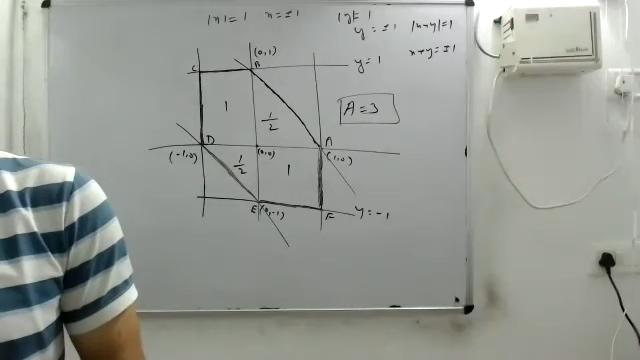 |x| = 1 x = ±1 |y| = 1
y = ±1 |x+y| = 1
x+y = ±1
(0,1)
C B y = 1
1 1/2 A = 3
D A
(-1,0) (0,0) (1,0)
1/2 1
E (0,-1) F y = -1